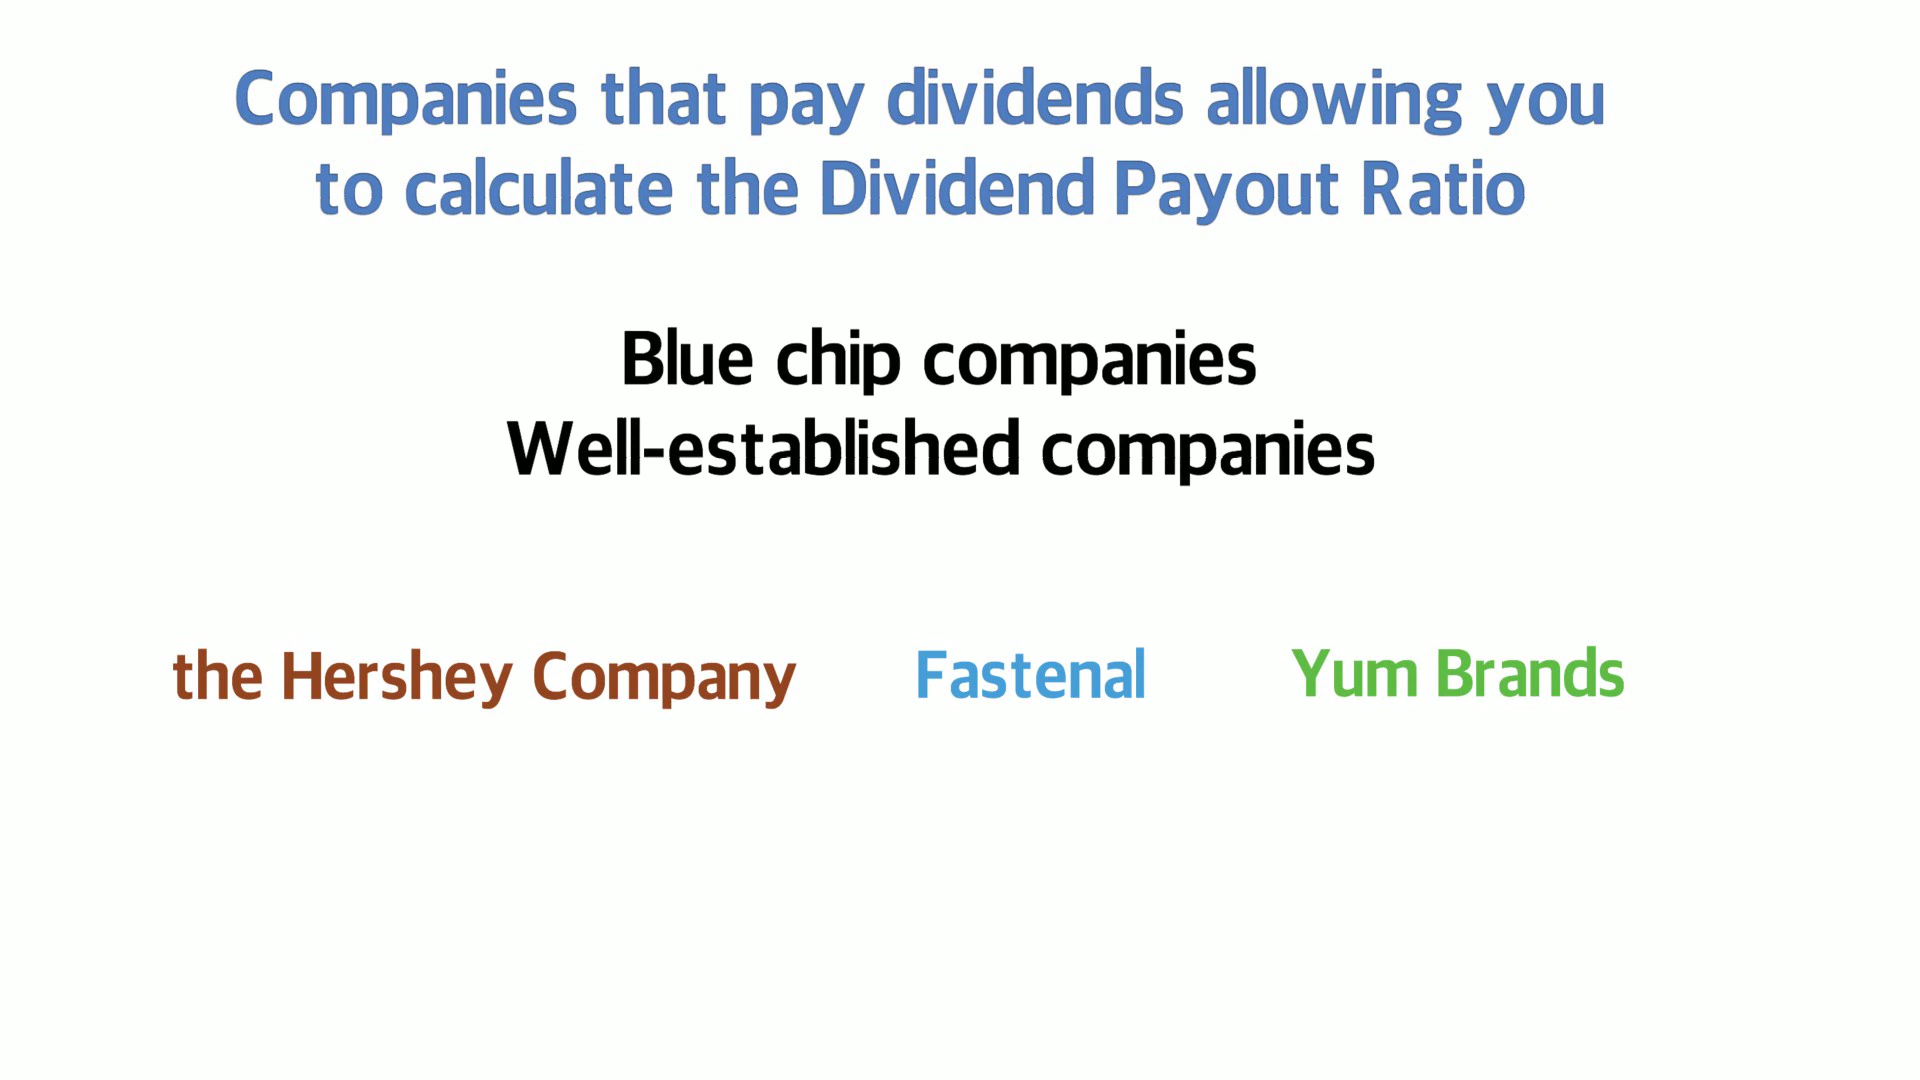 Companies that pay dividends allowing you
to calculate the Dividend Payout Ratio
Blue chip companies
Well-established companies
the Hershey Company Fastenal Yum Brands